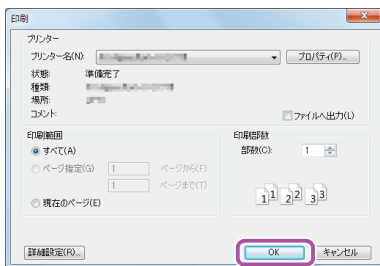 印刷
プリンター
プリンター名(N):
プロパティ(P)...
状態: 準備完了
種類:
場所:
コメント:
ファイルへ出力(L)
印刷範囲
すべて(A)
ページ指定(G) 1 ページから(F)
1 ページまで(T)
現在のページ(E)
印刷部数
部数(C): 1
1 1 2 2 3 3
詳細設定(R)...
OK
キャンセル